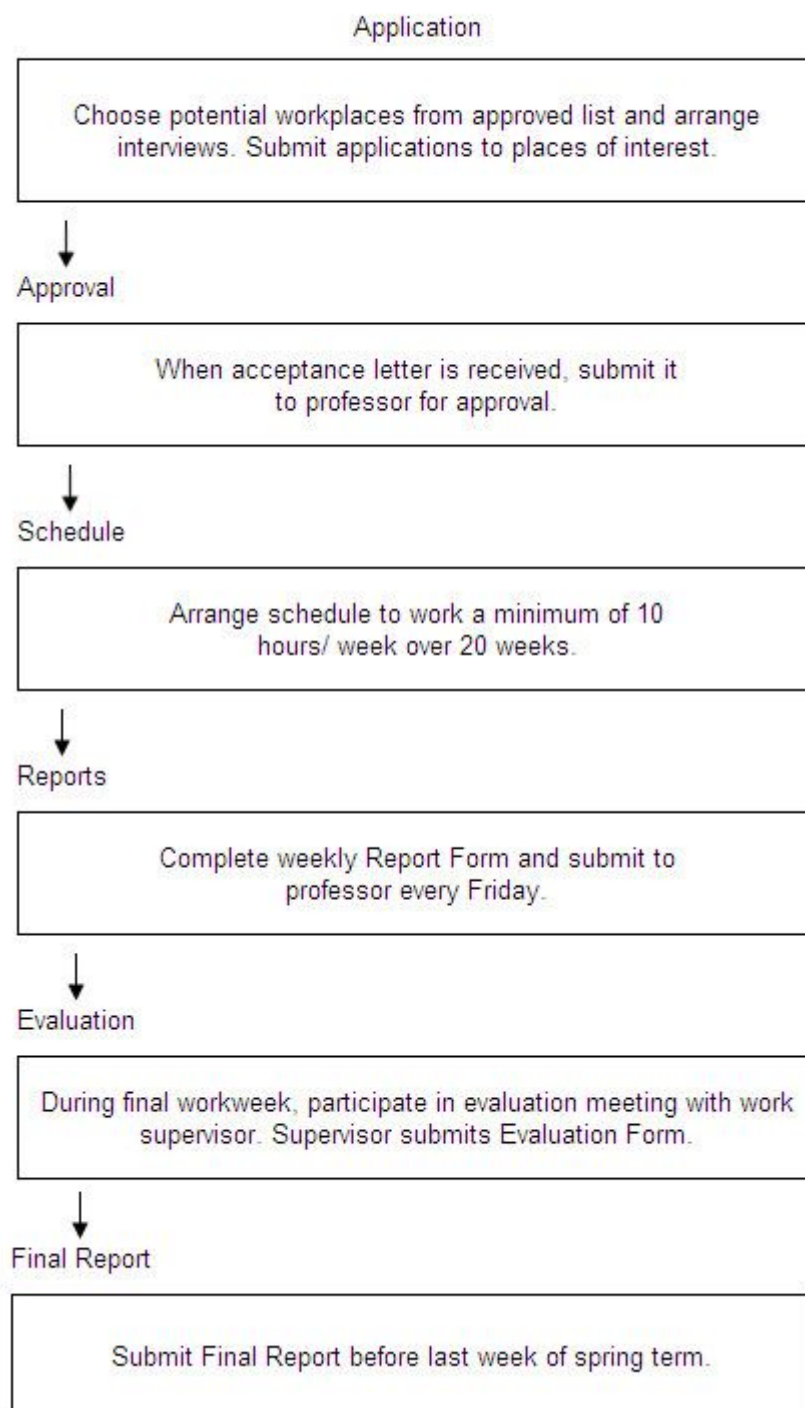 Application
Choose potential workplaces from approved list and arrange
interviews. Submit applications to places of interest.
Approval
When acceptance letter is received, submit it
to professor for approval.
Schedule
Arrange schedule to work a minimum of 10
hours/ week over 20 weeks.
Reports
Complete weekly Report Form and submit to
professor every Friday.
Evaluation
During final workweek, participate in evaluation meeting with work
supervisor. Supervisor submits Evaluation Form.
Final Report
Submit Final Report before last week of spring term.